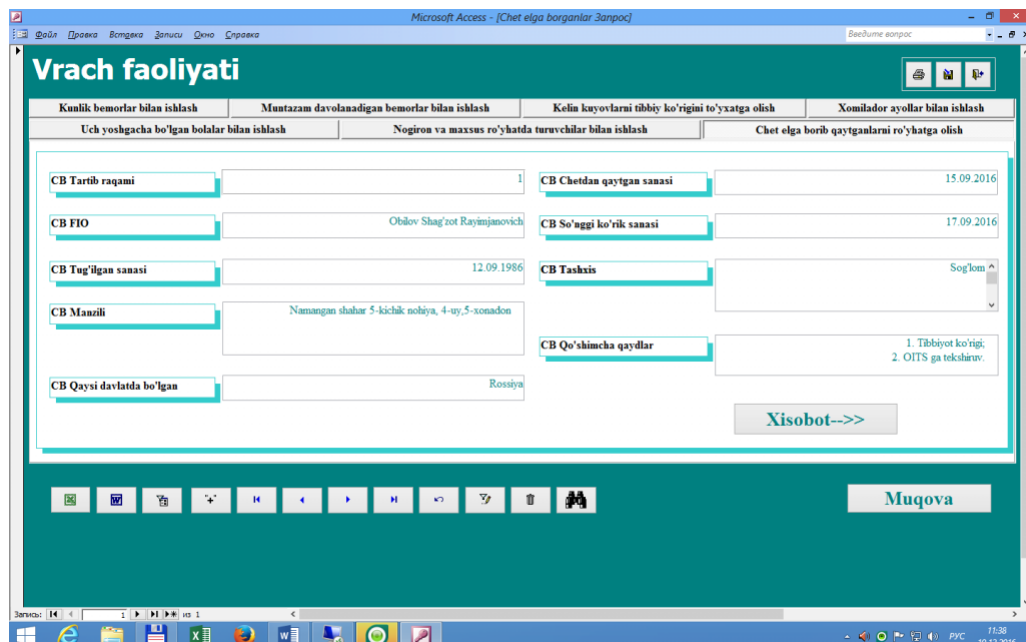 Microsoft Access - [Chet elga borganlar Запрос]
Файл Правка Вставка Записи Окно Справка
Введите вопрос
Vrach faoliyati
Kunlik bemorlar bilan ishlash
Muntazam davolanadigan bemorlar bilan ishlash
Kelin kuyovlarni tibbiy ko'rigini to'yxatga olish
Xomilador ayollar bilan ishlash
Uch yoshgacha bo'lgan bolalar bilan ishlash
Nogiron va maxsus ro'yhatda turuvchilar bilan ishlash
Chet elga borib qaytganlarni ro'yhatga olish
CB Tartib raqami
1
CB FIO
Obilov Shag'zot Rayimjanovich
CB Tug'ilgan sanasi
12.09.1986
CB Manzili
Namangan shahar 5-kichik nohiya, 4-uy,5-xonadon
CB Qaysi davlatda bo'lgan
Rossiya
CB Chetdan qaytgan sanasi
15.09.2016
CB So'nggi ko'rik sanasi
17.09.2016
CB Tashxis
Sog'lom
CB Qo'shimcha qaydlar
1. Tibbiyot ko'rigi;
2. OITS ga tekshiruv.
Xisobot-->>
Muqova
Запись: 1 из 1
РУС
11:38
10.12.2016